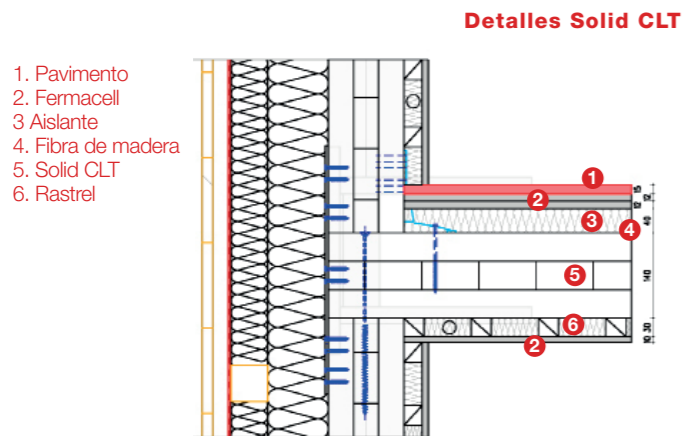 Detalles Solid CLT
1. Pavimento
2. Fermacell
3 Aislante
4. Fibra de madera
5. Solid CLT
6. Rastrel
1
2
3
4
5
6
2
15
12
12
40
140
30
10